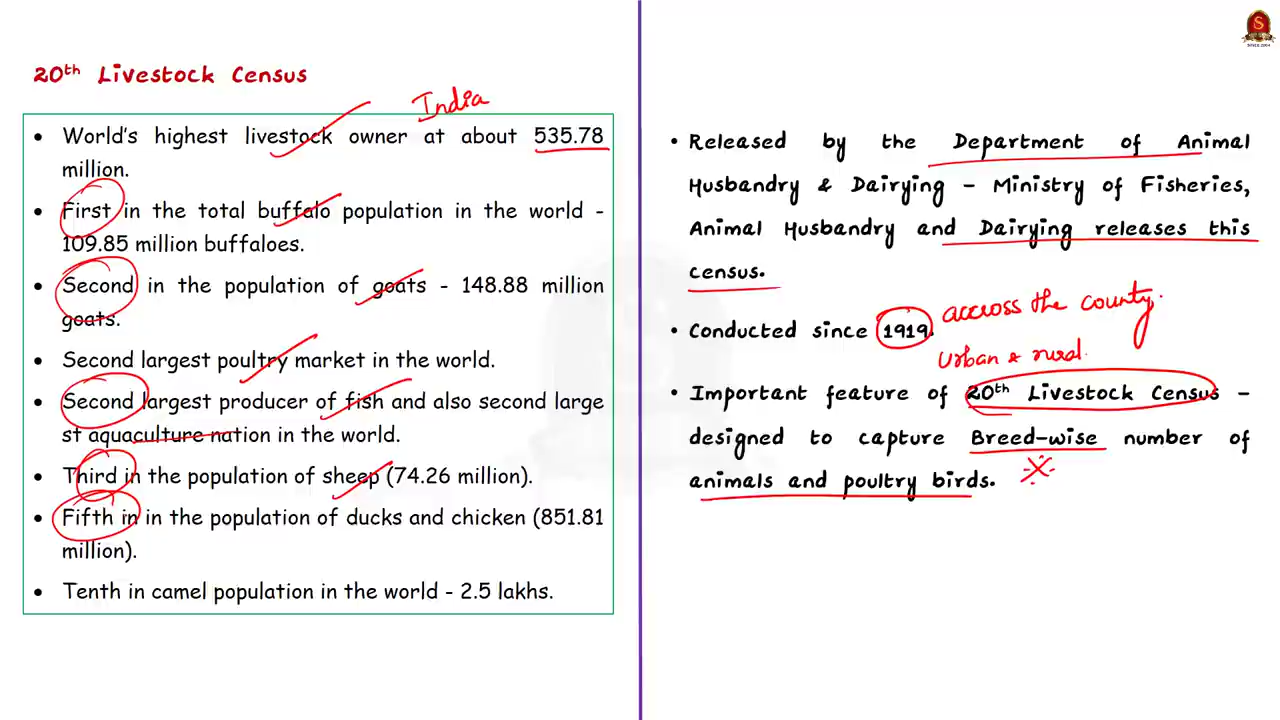 20th Livestock Census
India
• World's highest livestock owner at about 535.78
million.
• First in the total buffalo population in the world -
109.85 million buffaloes.
• Second in the population of goats - 148.88 million
goats.
• Second largest poultry market in the world.
• Second largest producer of fish and also second large
st aquaculture nation in the world.
• Third in the population of sheep (74.26 million).
• Fifth in in the population of ducks and chicken (851.81
million).
• Tenth in camel population in the world - 2.5 lakhs.
• Released by the Department of Animal
Husbandry & Dairying – Ministry of Fisheries,
Animal Husbandry and Dairying releases this
census.
• Conducted since 1919.
accross the county.
Urban & rural.
• Important feature of 20th Livestock Census –
designed to capture Breed-wise number of
animals and poultry birds.